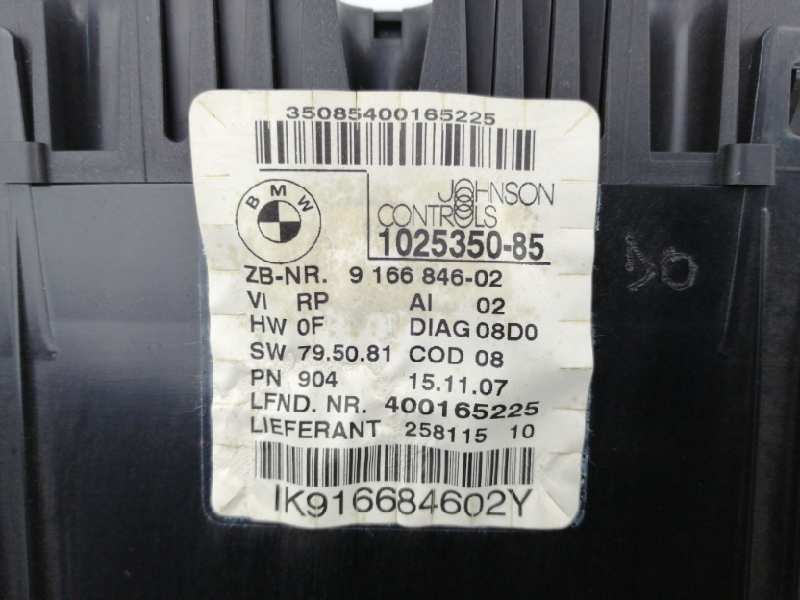 35085400165225
BMW
JOHNSON
CONTROLS
1025350-85
ZB-NR. 9 166 846-02
VI RP AI 02
HW 0F DIAG 08D0
SW 79.50.81 COD 08
PN 904 15.11.07
LFND. NR. 400165225
LIEFERANT 258115 10
IK916684602Y